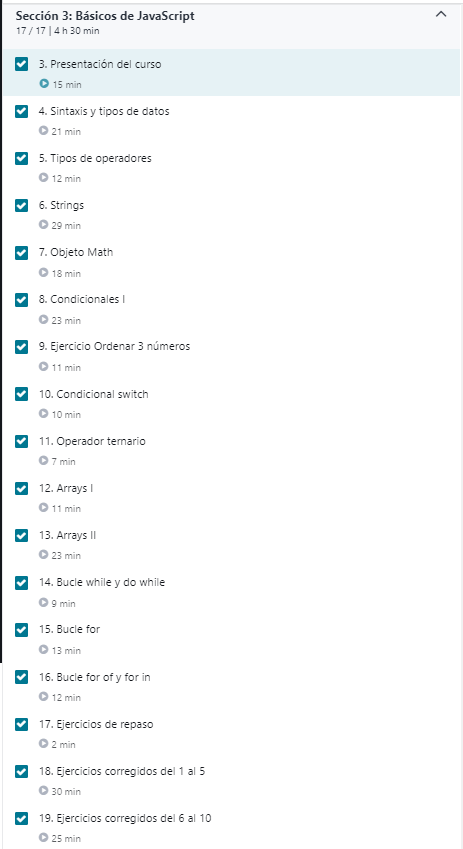 Sección 3: Básicos de JavaScript
17 / 17 | 4 h 30 min
3. Presentación del curso
15 min
4. Sintaxis y tipos de datos
21 min
5. Tipos de operadores
12 min
6. Strings
29 min
7. Objeto Math
18 min
8. Condicionales I
23 min
9. Ejercicio Ordenar 3 números
11 min
10. Condicional switch
10 min
11. Operador ternario
7 min
12. Arrays I
11 min
13. Arrays II
23 min
14. Bucle while y do while
9 min
15. Bucle for
13 min
16. Bucle for of y for in
12 min
17. Ejercicios de repaso
2 min
18. Ejercicios corregidos del 1 al 5
30 min
19. Ejercicios corregidos del 6 al 10
25 min